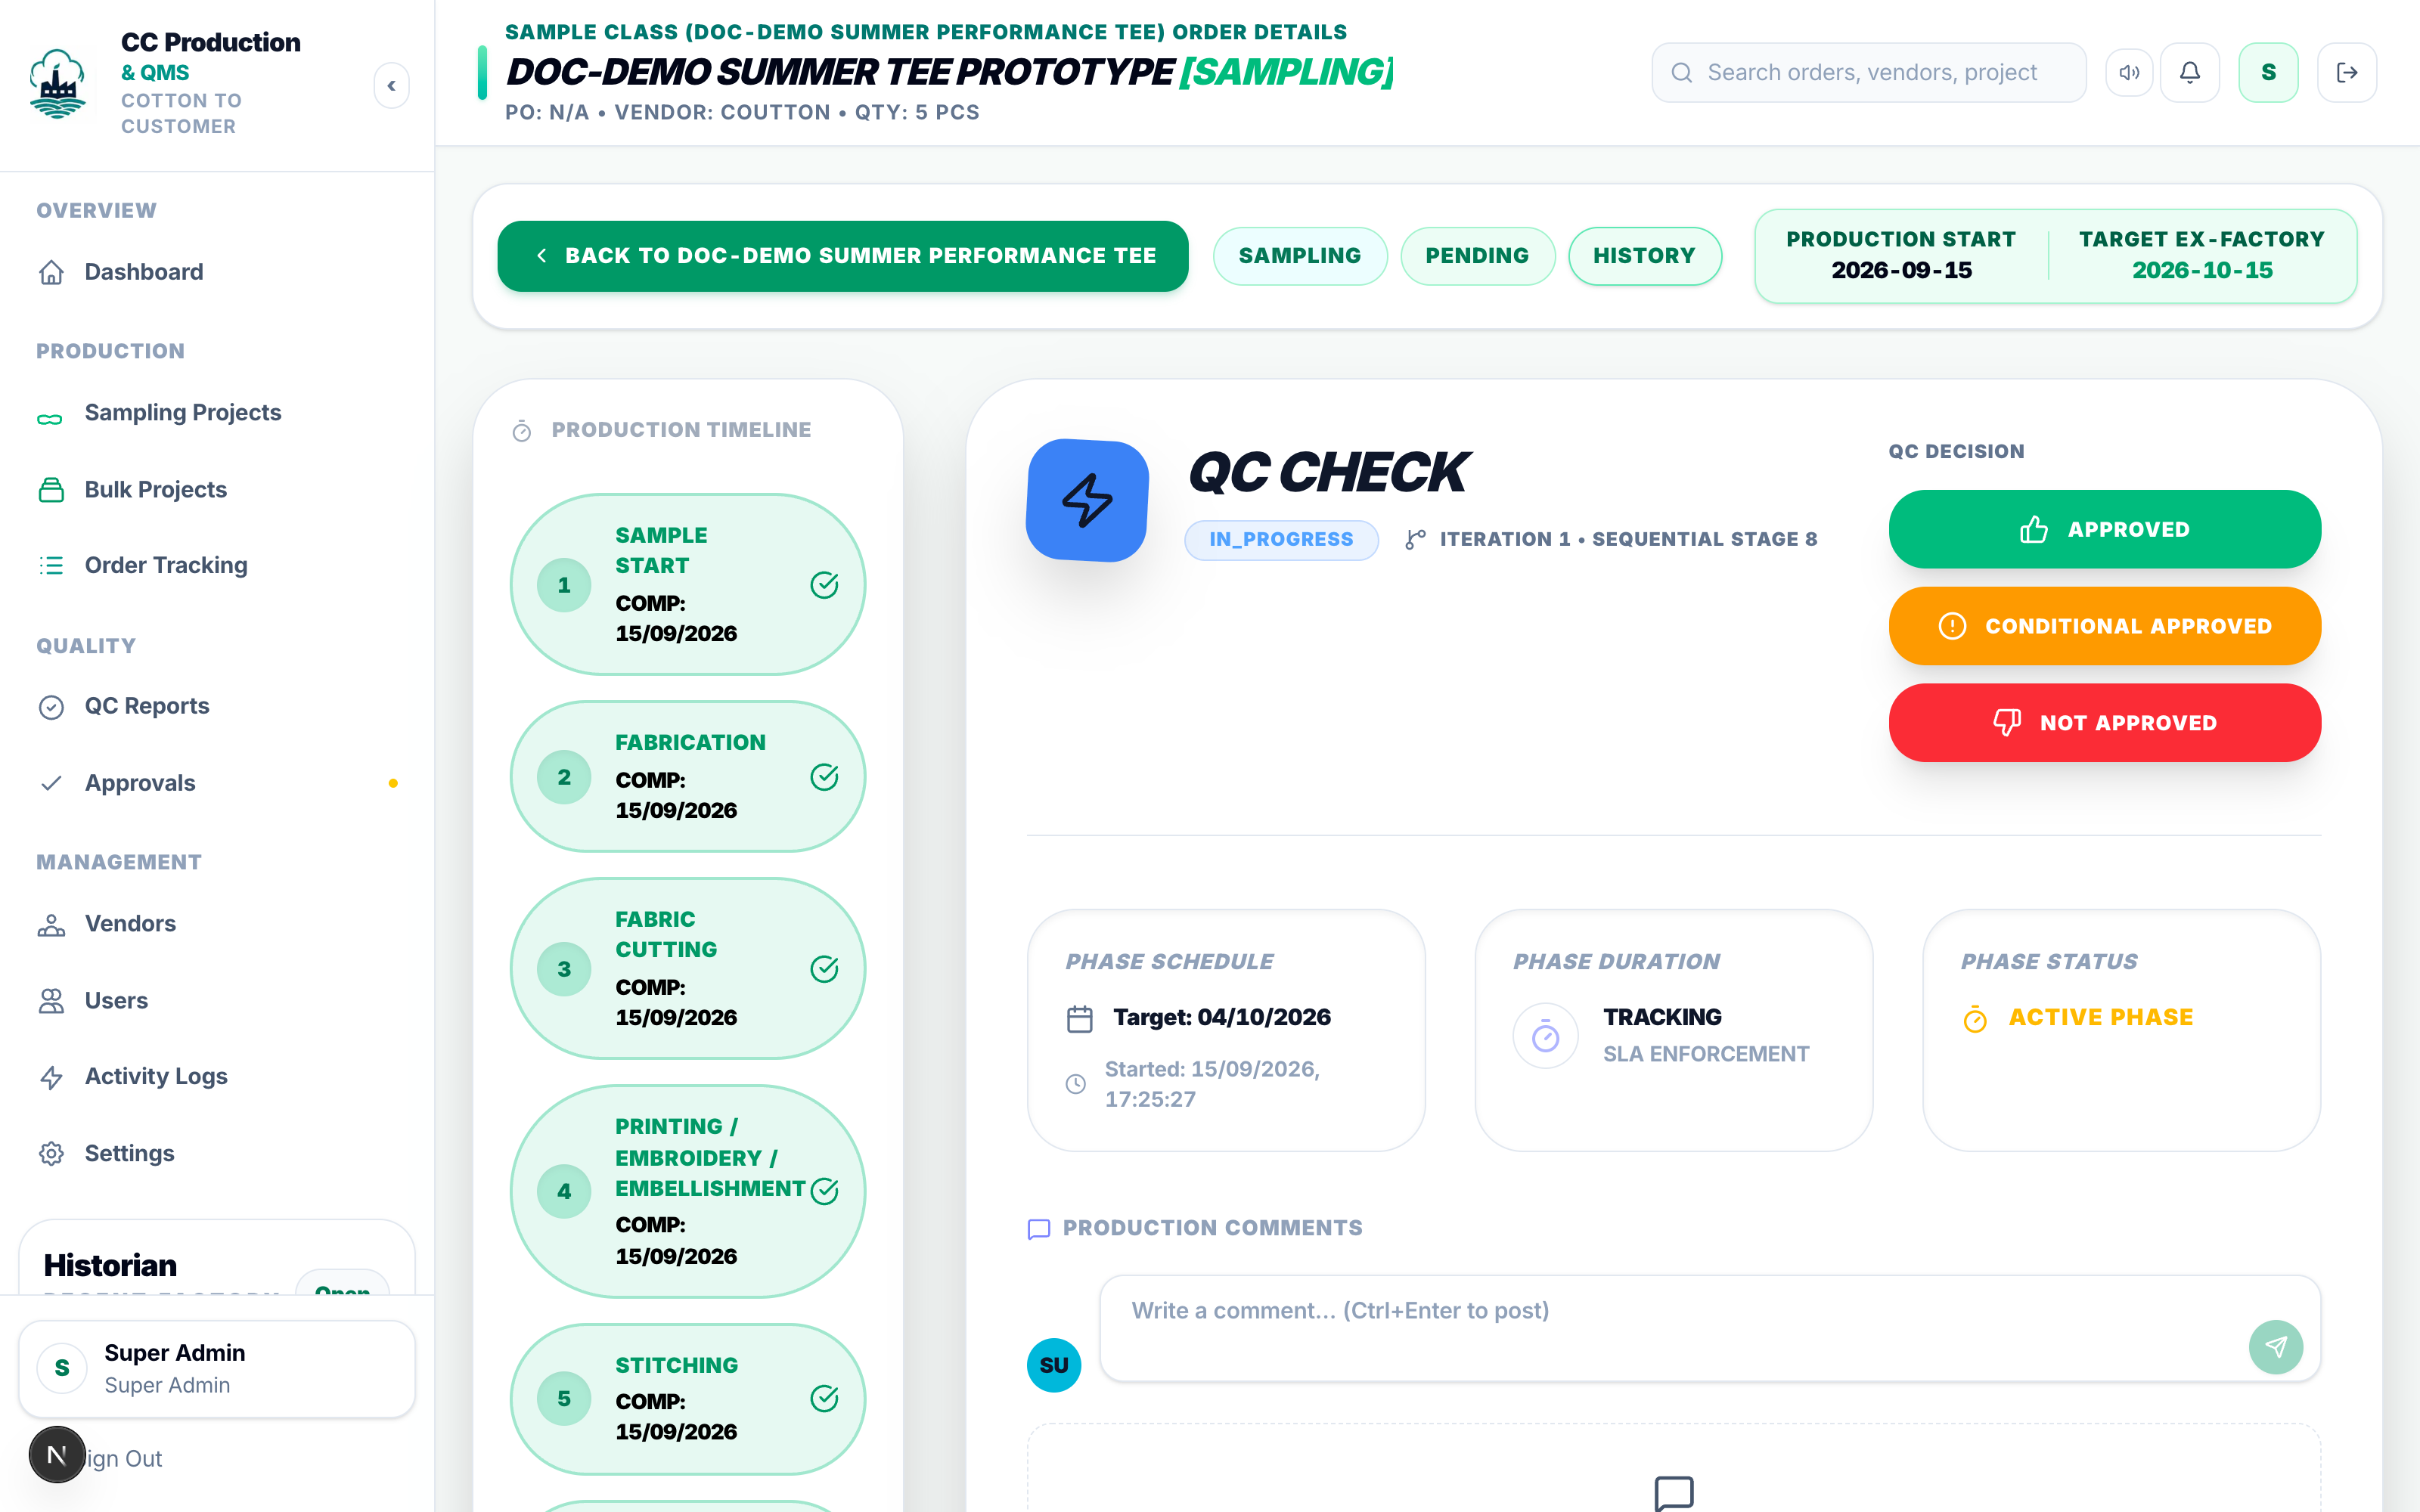 CC Production
& QMS
COTTON TO
CUSTOMER
OVERVIEW
Dashboard
PRODUCTION
Sampling Projects
Bulk Projects
Order Tracking
QUALITY
QC Reports
Approvals
MANAGEMENT
Vendors
Users
Activity Logs
Settings
Historian
Open
S
Super Admin
Super Admin
N
ign Out
SAMPLE CLASS (DOC-DEMO SUMMER PERFORMANCE TEE) ORDER DETAILS
DOC-DEMO SUMMER TEE PROTOTYPE [SAMPLING]
PO: N/A • VENDOR: COUTTON • QTY: 5 PCS
Search orders, vendors, project
S
BACK TO DOC-DEMO SUMMER PERFORMANCE TEE
SAMPLING
PENDING
HISTORY
PRODUCTION START
2026-09-15
TARGET EX-FACTORY
2026-10-15
PRODUCTION TIMELINE
1
SAMPLE
START
COMP:
15/09/2026
2
FABRICATION
COMP:
15/09/2026
3
FABRIC
CUTTING
COMP:
15/09/2026
4
PRINTING /
EMBROIDERY /
EMBELLISHMENT
COMP:
15/09/2026
5
STITCHING
COMP:
15/09/2026
QC CHECK
IN_PROGRESS
ITERATION 1 • SEQUENTIAL STAGE 8
QC DECISION
APPROVED
CONDITIONAL APPROVED
NOT APPROVED
PHASE SCHEDULE
Target: 04/10/2026
Started: 15/09/2026,
17:25:27
PHASE DURATION
TRACKING
SLA ENFORCEMENT
PHASE STATUS
ACTIVE PHASE
PRODUCTION COMMENTS
SU
Write a comment... (Ctrl+Enter to post)